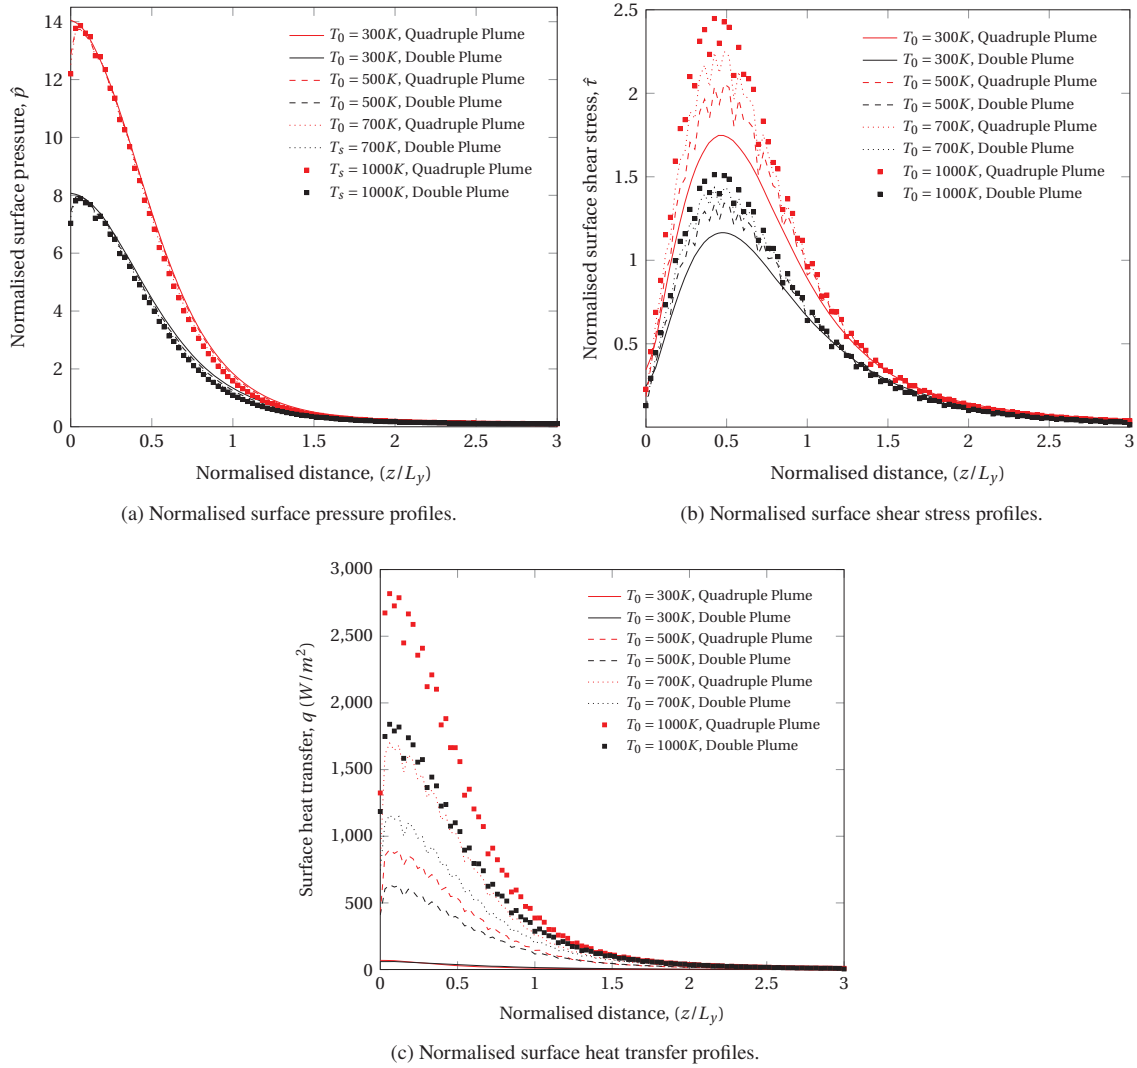 14
12
10
8
6
4
2
0
0
0.5
1
1.5
2
2.5
3
Normalised surface pressure, p̂
Normalised distance, (z/L_y)
T_0 = 300K, Quadruple Plume
T_0 = 300K, Double Plume
T_0 = 500K, Quadruple Plume
T_0 = 500K, Double Plume
T_0 = 700K, Quadruple Plume
T_s = 700K, Double Plume
T_s = 1000K, Quadruple Plume
T_s = 1000K, Double Plume
(a) Normalised surface pressure profiles.
2.5
2
1.5
1
0.5
0
0.5
1
1.5
2
2.5
3
Normalised surface shear stress, τ̂
Normalised distance, (z/L_y)
T_0 = 300K, Quadruple Plume
T_0 = 300K, Double Plume
T_0 = 500K, Quadruple Plume
T_0 = 500K, Double Plume
T_0 = 700K, Quadruple Plume
T_0 = 700K, Double Plume
T_0 = 1000K, Quadruple Plume
T_0 = 1000K, Double Plume
(b) Normalised surface shear stress profiles.
3,000
2,500
2,000
1,500
1,000
500
0
0
0.5
1
1.5
2
2.5
3
Surface heat transfer, q (W/m²)
Normalised distance, (z/L_y)
T_0 = 300K, Quadruple Plume
T_0 = 300K, Double Plume
T_0 = 500K, Quadruple Plume
T_0 = 500K, Double Plume
T_0 = 700K, Quadruple Plume
T_0 = 700K, Double Plume
T_0 = 1000K, Quadruple Plume
T_0 = 1000K, Double Plume
(c) Normalised surface heat transfer profiles.